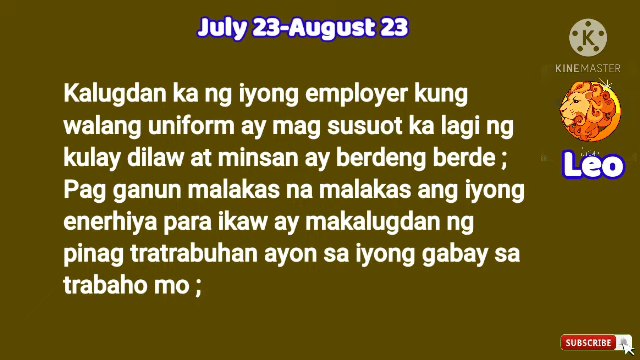 July 23-August 23
KINEMASTER
Kalugdan ka ng iyong employer kung
walang uniform ay mag susuot ka lagi ng
kulay dilaw at minsan ay berdeng berde ;
Pag ganun malakas na malakas ang iyong
enerhiya para ikaw ay makalugdan ng
pinag tratrabuhan ayon sa iyong gabay sa
trabaho mo ;
Leo
SUBSCRIBE